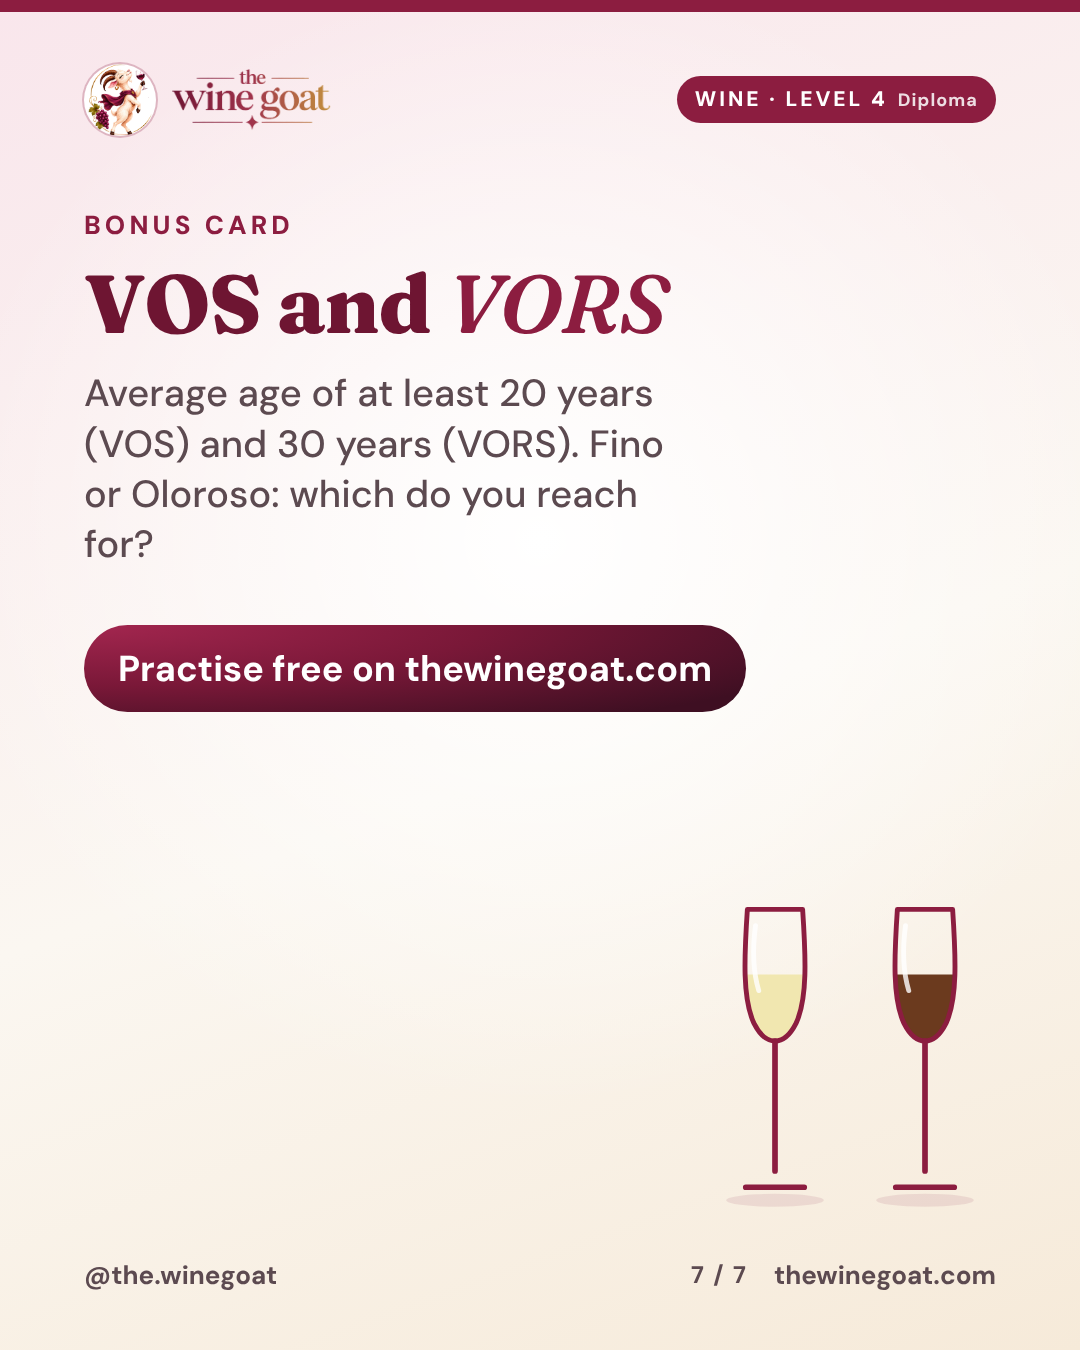 the
wine goat
WINE · LEVEL 4 Diploma
BONUS CARD
VOS and VORS
Average age of at least 20 years
(VOS) and 30 years (VORS). Fino
or Oloroso: which do you reach
for?
Practise free on thewinegoat.com
@the.winegoat
7 / 7 thewinegoat.com